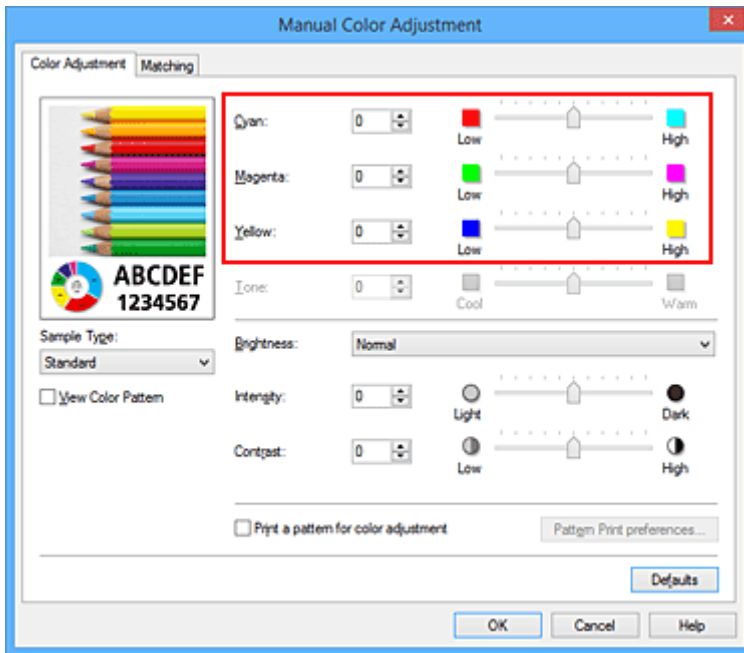 Manual Color Adjustment
Color Adjustment Matching
Cyan: 0 Low High
Magenta: 0 Low High
Yellow: 0 Low High
ABCDEF
1234567
Tone: 0 Cool Warm
Sample Type:
Standard
View Color Pattern
Brightness: Normal
Intensity: 0 Light Dark
Contrast: 0 Low High
Print a pattern for color adjustment Pattern Print preferences...
Defaults
OK Cancel Help